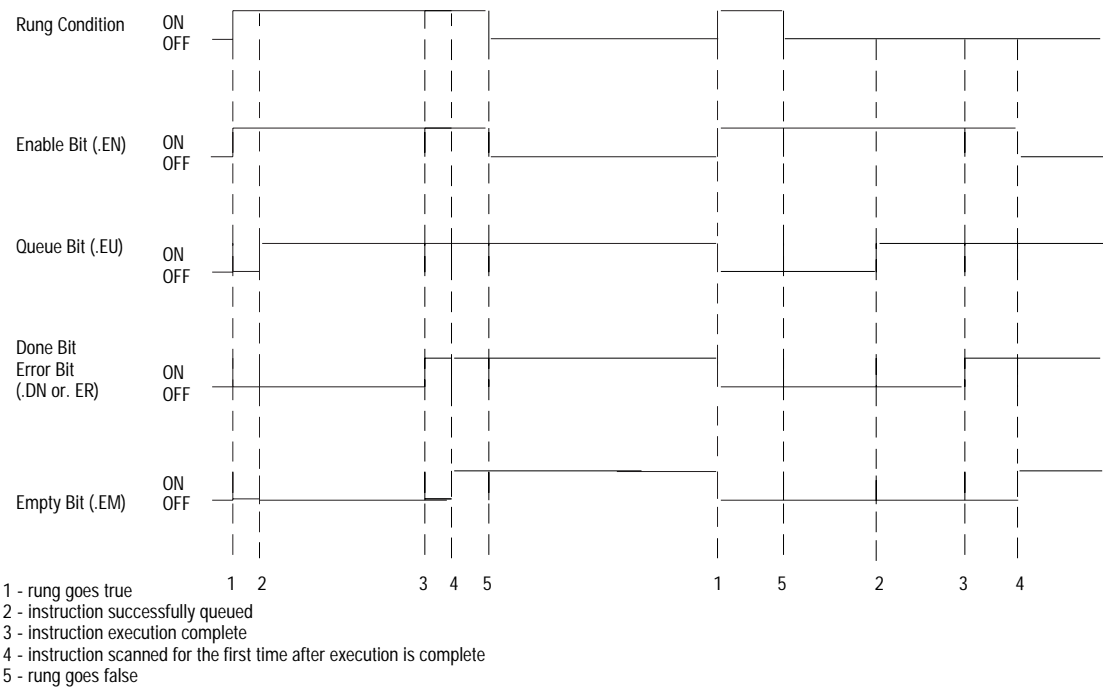 Rung Condition ON
OFF
Enable Bit (.EN) ON
OFF
Queue Bit (.EU) ON
OFF
Done Bit
Error Bit ON
(.DN or. ER) OFF
ON
Empty Bit (.EM) OFF
1 2 3 4 5 1 5 2 3 4
1 - rung goes true
2 - instruction successfully queued
3 - instruction execution complete
4 - instruction scanned for the first time after execution is complete
5 - rung goes false